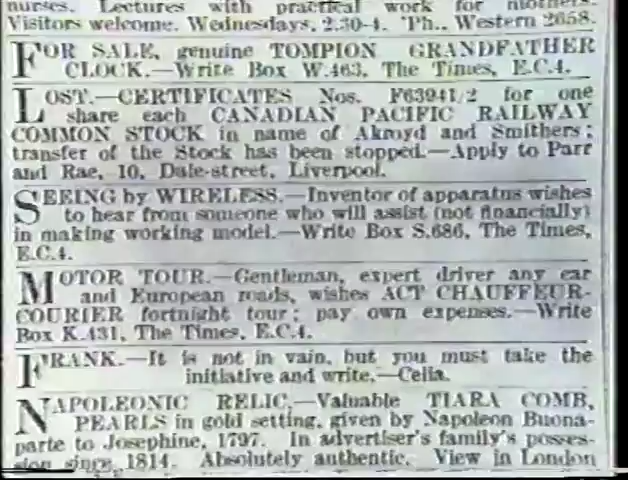 nurses. Lectures with practical work for mothers.
Visitors welcome. Wednesdays, 2.30-4. 'Ph., Western 2658.
FOR SALE, genuine TOMPION GRANDFATHER
CLOCK.—Write Box W.463, The Times, E.C.4.
LOST.—CERTIFICATES Nos. F63941/2 for one
share each CANADIAN PACIFIC RAILWAY
COMMON STOCK in name of Akroyd and Smithers;
transfer of the Stock has been stopped.—Apply to Parr
and Rae, 10, Dale-street, Liverpool.
SEEING by WIRELESS.—Inventor of apparatus wishes
to hear from someone who will assist (not financially)
in making working model.—Write Box S.686, The Times,
E.C.4.
MOTOR TOUR.—Gentleman, expert driver any car
and European roads, wishes ACT CHAUFFEUR-
COURIER fortnight tour; pay own expenses.—Write
Box K.431, The Times, E.C.4.
FRANK.—It is not in vain, but you must take the
initiative and write.—Celia.
NAPOLEONIC RELIC.—Valuable TIARA COMB,
PEARLS in gold setting, given by Napoleon Buona-
parte to Josephine, 1797. In advertiser's family's posses-
sion since 1814. Absolutely authentic. View in London